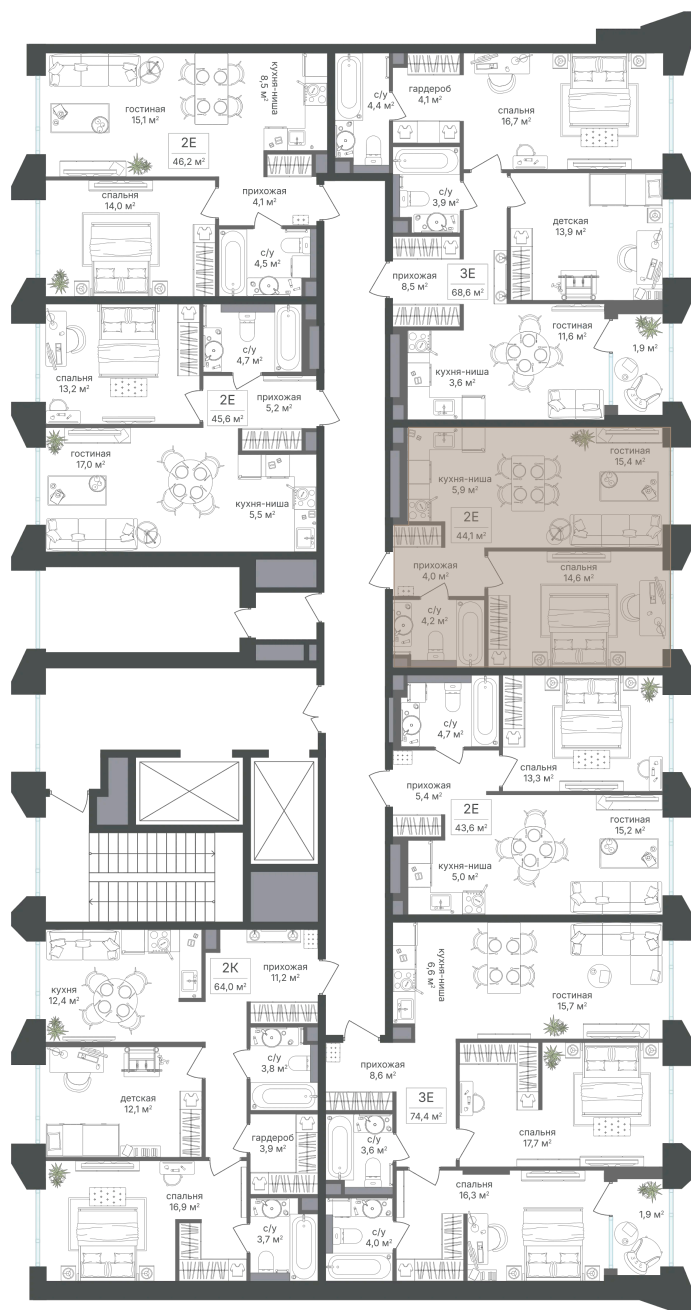 гостиная
15,1 м²
2Е
46,2 м²
кухня-ниша
8,5 м²
с/у
4,4 м²
гардероб
4,1 м²
спальня
16,7 м²
спальня
14,0 м²
прихожая
4,1 м²
с/у
4,5 м²
с/у
3,9 м²
детская
13,9 м²
прихожая
8,5 м²
3Е
68,6 м²
гостиная
11,6 м²
1,9 м²
кухня-ниша
3,6 м²
с/у
4,7 м²
спальня
13,2 м²
2Е
45,6 м²
прихожая
5,2 м²
гостиная
17,0 м²
кухня-ниша
5,5 м²
гостиная
15,4 м²
кухня-ниша
5,9 м²
2Е
44,1 м²
прихожая
4,0 м²
спальня
14,6 м²
с/у
4,2 м²
с/у
4,7 м²
спальня
13,3 м²
прихожая
5,4 м²
2Е
43,6 м²
гостиная
15,2 м²
кухня-ниша
5,0 м²
кухня
12,4 м²
2К
64,0 м²
прихожая
11,2 м²
кухня-ниша
6,6 м²
гостиная
15,7 м²
с/у
3,8 м²
детская
12,1 м²
прихожая
8,6 м²
3Е
74,4 м²
спальня
17,7 м²
гардероб
3,9 м²
с/у
3,6 м²
спальня
16,9 м²
с/у
3,7 м²
с/у
4,0 м²
спальня
16,3 м²
1,9 м²